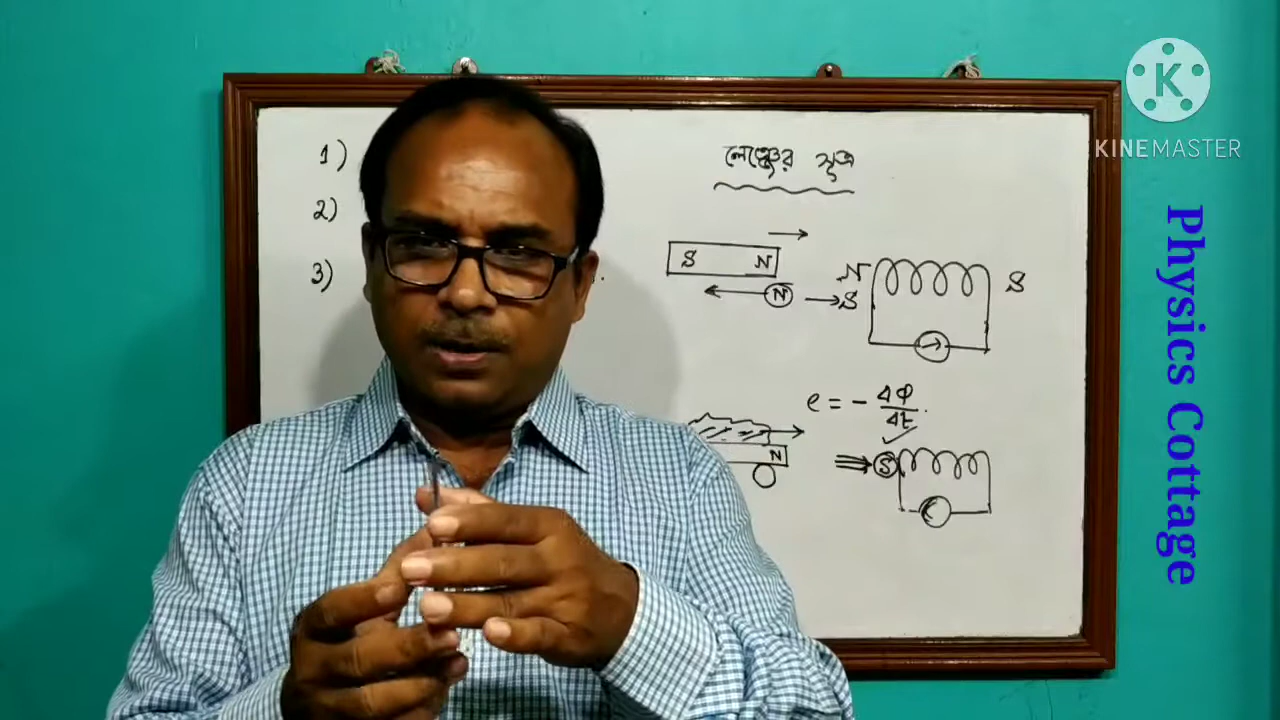 1)
2)
3)
লেঞ্জের সূত্র
S N
N S
N S
e = - ΔΦ/Δt
N
S
K
KINEMASTER
Physics Cottage